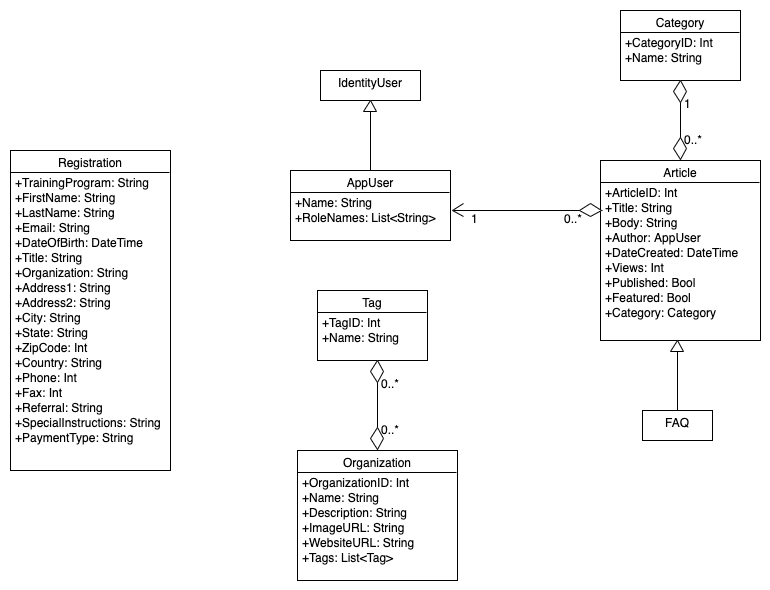 Category
+CategoryID: Int
+Name: String
1
0..*
IdentityUser
Registration
+TrainingProgram: String
+FirstName: String
+LastName: String
+Email: String
+DateOfBirth: DateTime
+Title: String
+Organization: String
+Address1: String
+Address2: String
+City: String
+State: String
+ZipCode: Int
+Country: String
+Phone: Int
+Fax: Int
+Referral: String
+SpecialInstructions: String
+PaymentType: String
AppUser
+Name: String
+RoleNames: List<String>
1
0..*
Article
+ArticleID: Int
+Title: String
+Body: String
+Author: AppUser
+DateCreated: DateTime
+Views: Int
+Published: Bool
+Featured: Bool
+Category: Category
Tag
+TagID: Int
+Name: String
0..*
0..*
FAQ
Organization
+OrganizationID: Int
+Name: String
+Description: String
+ImageURL: String
+WebsiteURL: String
+Tags: List<Tag>